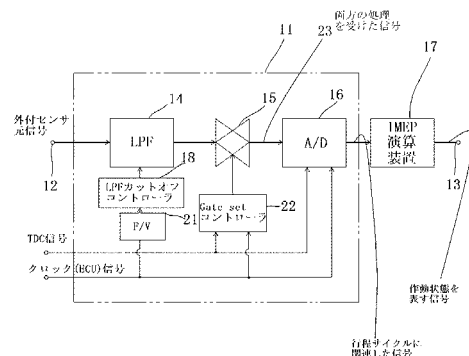 両方の処理
を受けた信号
23
11
17
外付センサ
元信号
14
15
16
LPF
A/D
IMEP
演算
装置
12
13
18
LPFカットオフ
コントローラ
F/V
21
Gate set
コントローラ
22
TDC信号
クロック(ECU)信号
作動状態を
表す信号
行程サイクルに
関連した信号